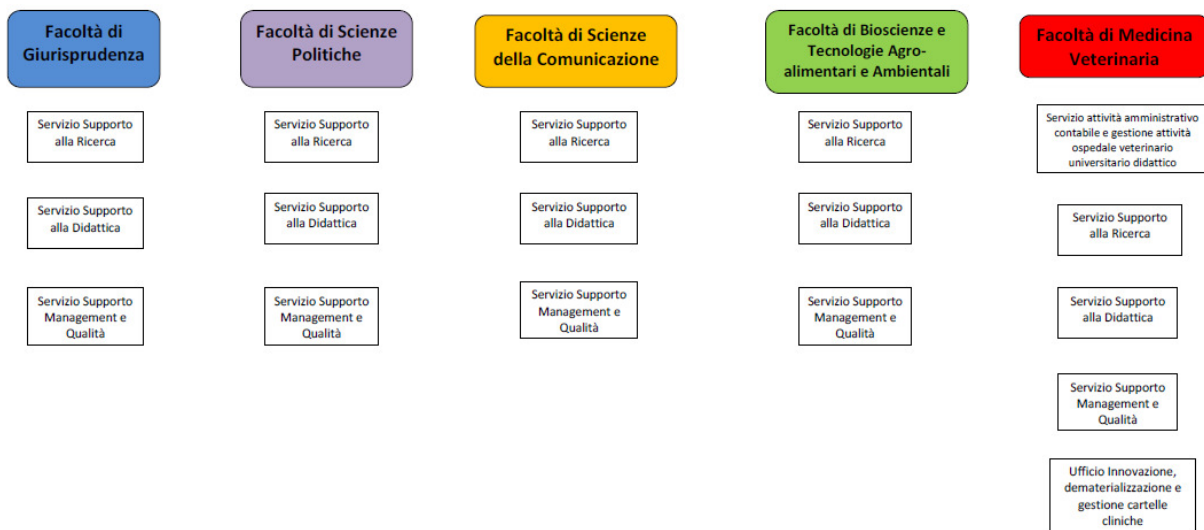 Facoltà di
Giurisprudenza
Servizio Supporto
alla Ricerca
Servizio Supporto
alla Didattica
Servizio Supporto
Management e
Qualità
Facoltà di Scienze
Politiche
Servizio Supporto
alla Ricerca
Servizio Supporto
alla Didattica
Servizio Supporto
Management e
Qualità
Facoltà di Scienze
della Comunicazione
Servizio Supporto
alla Ricerca
Servizio Supporto
alla Didattica
Servizio Supporto
Management e
Qualità
Facoltà di Bioscienze e
Tecnologie Agro-
alimentari e Ambientali
Servizio Supporto
alla Ricerca
Servizio Supporto
alla Didattica
Servizio Supporto
Management e
Qualità
Facoltà di Medicina
Veterinaria
Servizio attività amministrativo
contabile e gestione attività
ospedale veterinario
universitario didattico
Servizio Supporto
alla Ricerca
Servizio Supporto
alla Didattica
Servizio Supporto
Management e
Qualità
Ufficio Innovazione,
dematerializzazione e
gestione cartelle
cliniche